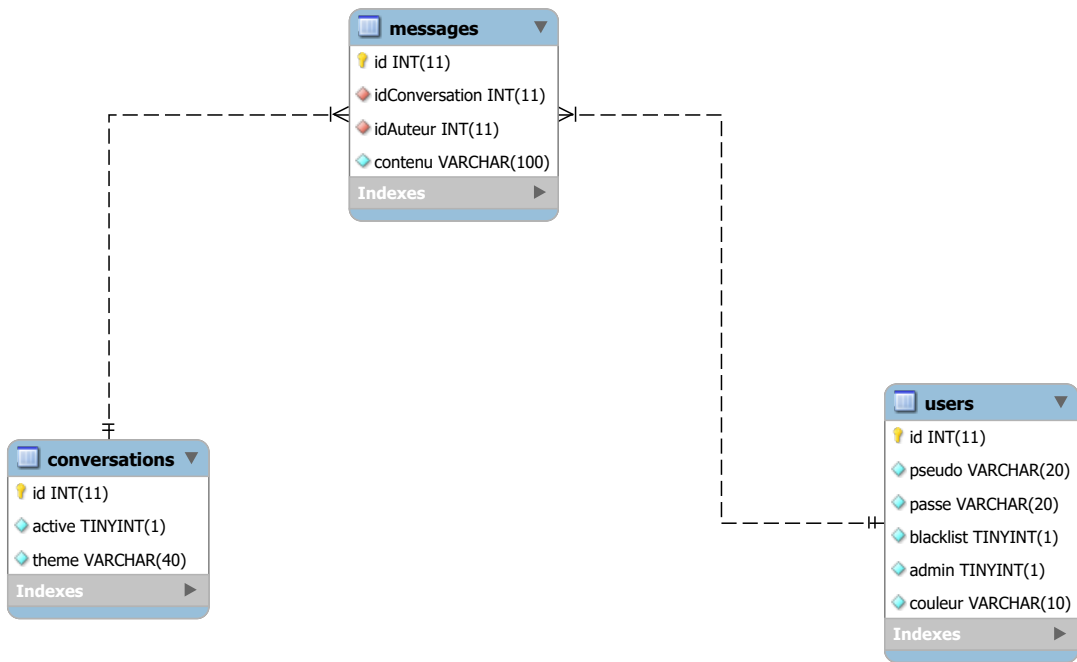 messages
id INT(11)
idConversation INT(11)
idAuteur INT(11)
contenu VARCHAR(100)
Indexes
conversations
id INT(11)
active TINYINT(1)
theme VARCHAR(40)
Indexes
users
id INT(11)
pseudo VARCHAR(20)
passe VARCHAR(20)
blacklist TINYINT(1)
admin TINYINT(1)
couleur VARCHAR(10)
Indexes